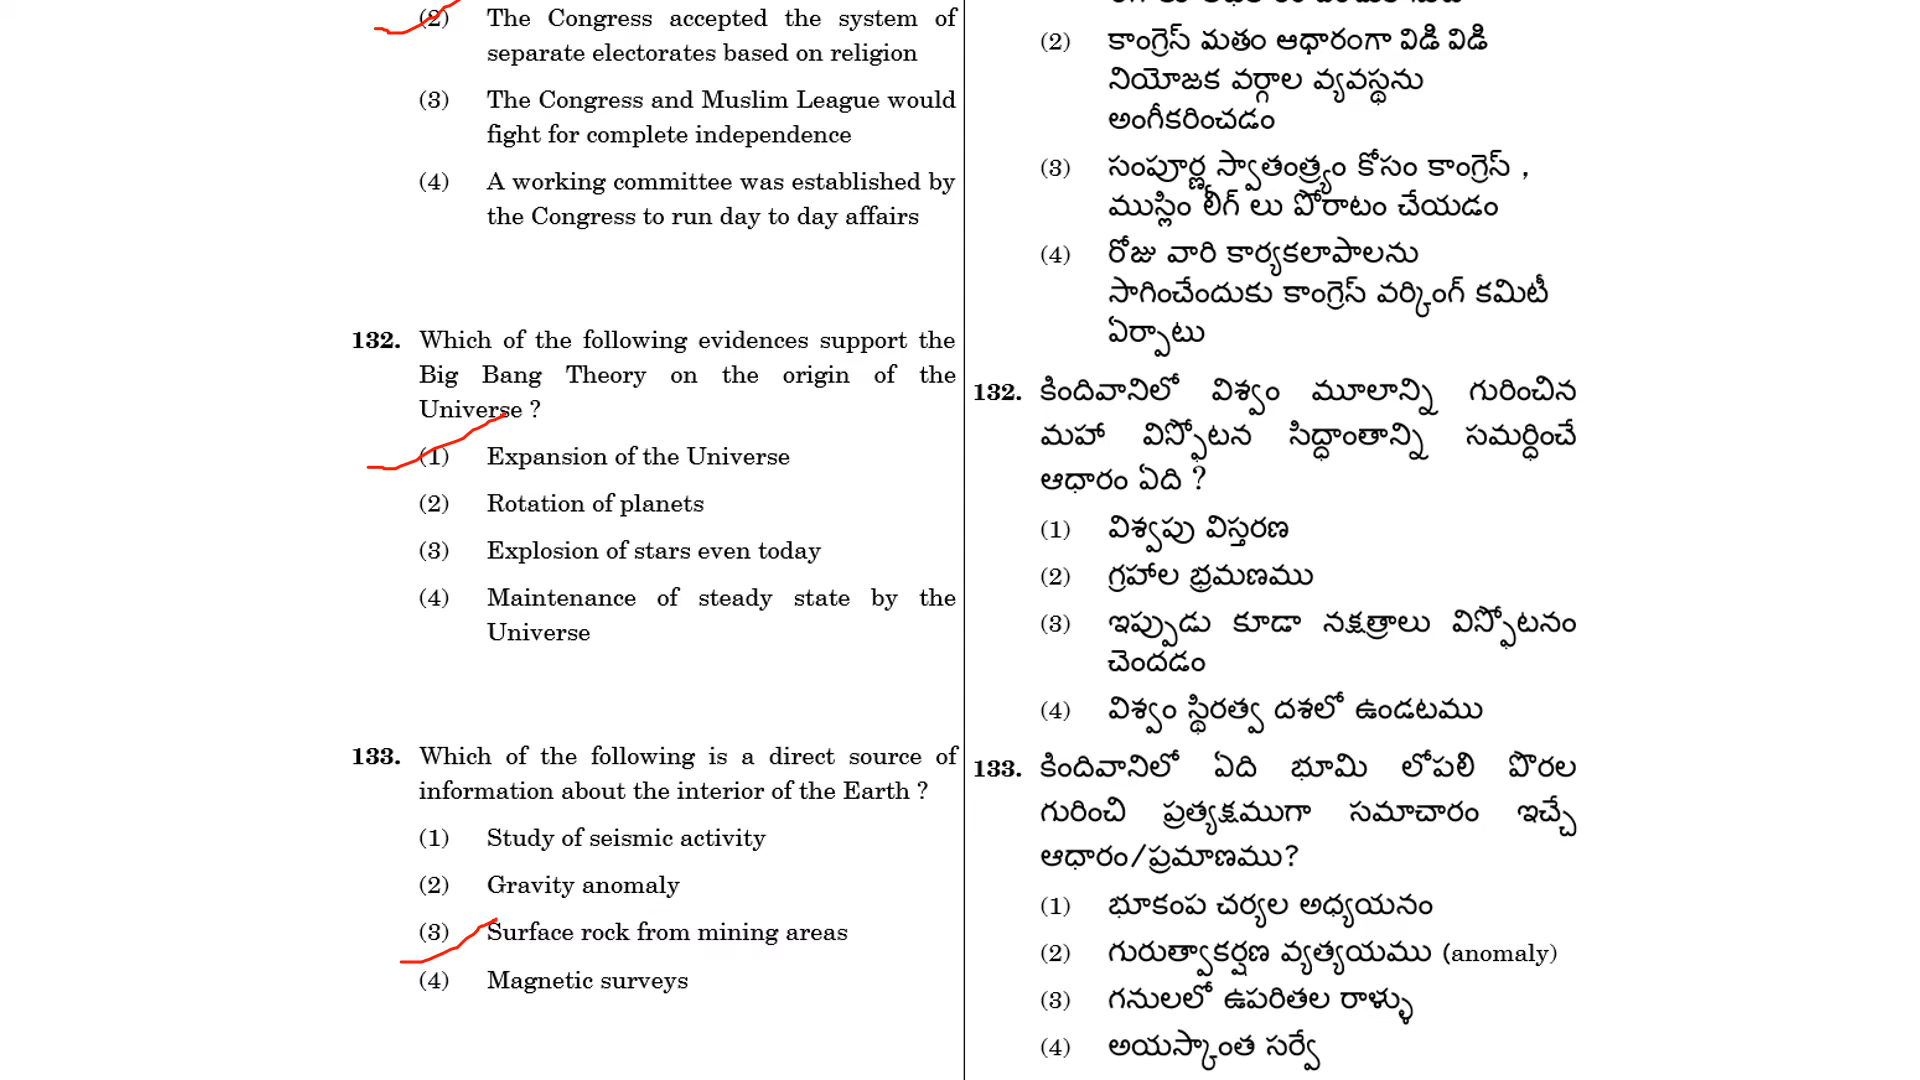 (2) The Congress accepted the system of
separate electorates based on religion
(3) The Congress and Muslim League would
fight for complete independence
(4) A working committee was established by
the Congress to run day to day affairs
132. Which of the following evidences support the
Big Bang Theory on the origin of the
Universe ?
(1) Expansion of the Universe
(2) Rotation of planets
(3) Explosion of stars even today
(4) Maintenance of steady state by the
Universe
133. Which of the following is a direct source of
information about the interior of the Earth ?
(1) Study of seismic activity
(2) Gravity anomaly
(3) Surface rock from mining areas
(4) Magnetic surveys
(2) కాంగ్రెస్ మతం ఆధారంగా విడి విడి
నియోజక వర్గాల వ్యవస్థను
అంగీకరించడం
(3) సంపూర్ణ స్వాతంత్ర్యం కోసం కాంగ్రెస్ ,
ముస్లిం లీగ్ లు పోరాటం చేయడం
(4) రోజు వారి కార్యకలాపాలను
సాగించేందుకు కాంగ్రెస్ వర్కింగ్ కమిటీ
ఏర్పాటు
132. కిందివానిలో విశ్వం మూలాన్ని గురించిన
మహా విస్ఫోటన సిద్ధాంతాన్ని సమర్ధించే
ఆధారం ఏది ?
(1) విశ్వపు విస్తరణ
(2) గ్రహాల భ్రమణము
(3) ఇప్పుడు కూడా నక్షత్రాలు విస్ఫోటనం
చెందడం
(4) విశ్వం స్థిరత్వ దశలో ఉండటము
133. కిందివానిలో ఏది భూమి లోపలి పొరల
గురించి ప్రత్యక్షముగా సమాచారం ఇచ్చే
ఆధారం/ప్రమాణము?
(1) భూకంప చర్యల అధ్యయనం
(2) గురుత్వాకర్షణ వ్యత్యయము (anomaly)
(3) గనులలో ఉపరితల రాళ్ళు
(4) అయస్కాంత సర్వే